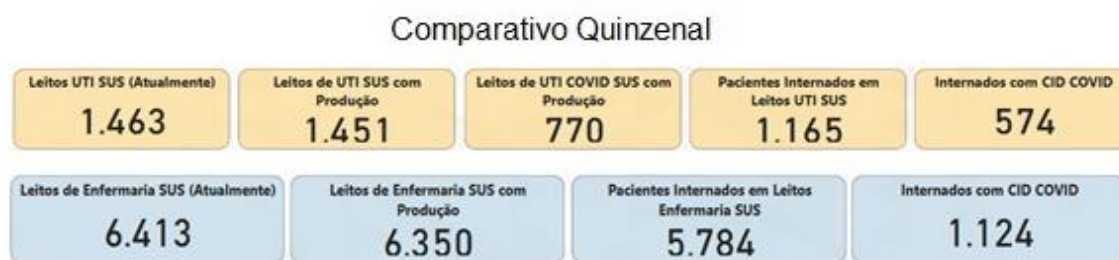 Comparativo Quinzenal
Leitos UTI SUS (Atualmente)
1.463
Leitos de UTI SUS com
Produção
1.451
Leitos de UTI COVID SUS com
Produção
770
Pacientes Internados em
Leitos UTI SUS
1.165
Internados com CID COVID
574
Leitos de Enfermaria SUS (Atualmente)
6.413
Leitos de Enfermaria SUS com
Produção
6.350
Pacientes Internados em Leitos
Enfermaria SUS
5.784
Internados com CID COVID
1.124